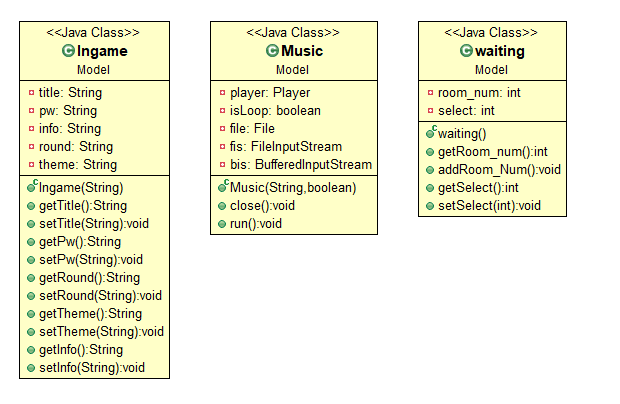 <<Java Class>>
Ingame
Model
title: String
pw: String
info: String
round: String
theme: String
Ingame(String)
getTitle():String
setTitle(String):void
getPw():String
setPw(String):void
getRound():String
setRound(String):void
getTheme():String
setTheme(String):void
getInfo():String
setInfo(String):void
<<Java Class>>
Music
Model
player: Player
isLoop: boolean
file: File
fis: FileInputStream
bis: BufferedInputStream
Music(String,boolean)
close():void
run():void
<<Java Class>>
waiting
Model
room_num: int
select: int
waiting()
getRoom_num():int
addRoom_Num():void
getSelect():int
setSelect(int):void